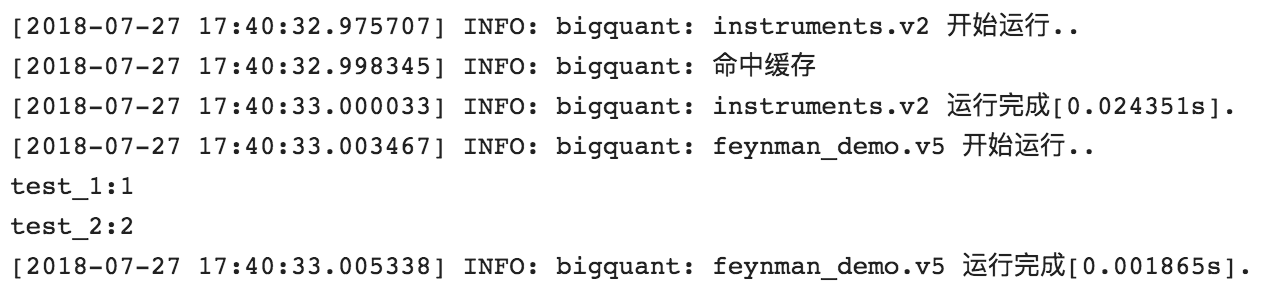 [2018-07-27 17:40:32.975707] INFO: bigquant: instruments.v2 开始运行..
[2018-07-27 17:40:32.998345] INFO: bigquant: 命中缓存
[2018-07-27 17:40:33.000033] INFO: bigquant: instruments.v2 运行完成[0.024351s].
[2018-07-27 17:40:33.003467] INFO: bigquant: feynman_demo.v5 开始运行..
test_1:1
test_2:2
[2018-07-27 17:40:33.005338] INFO: bigquant: feynman_demo.v5 运行完成[0.001865s].